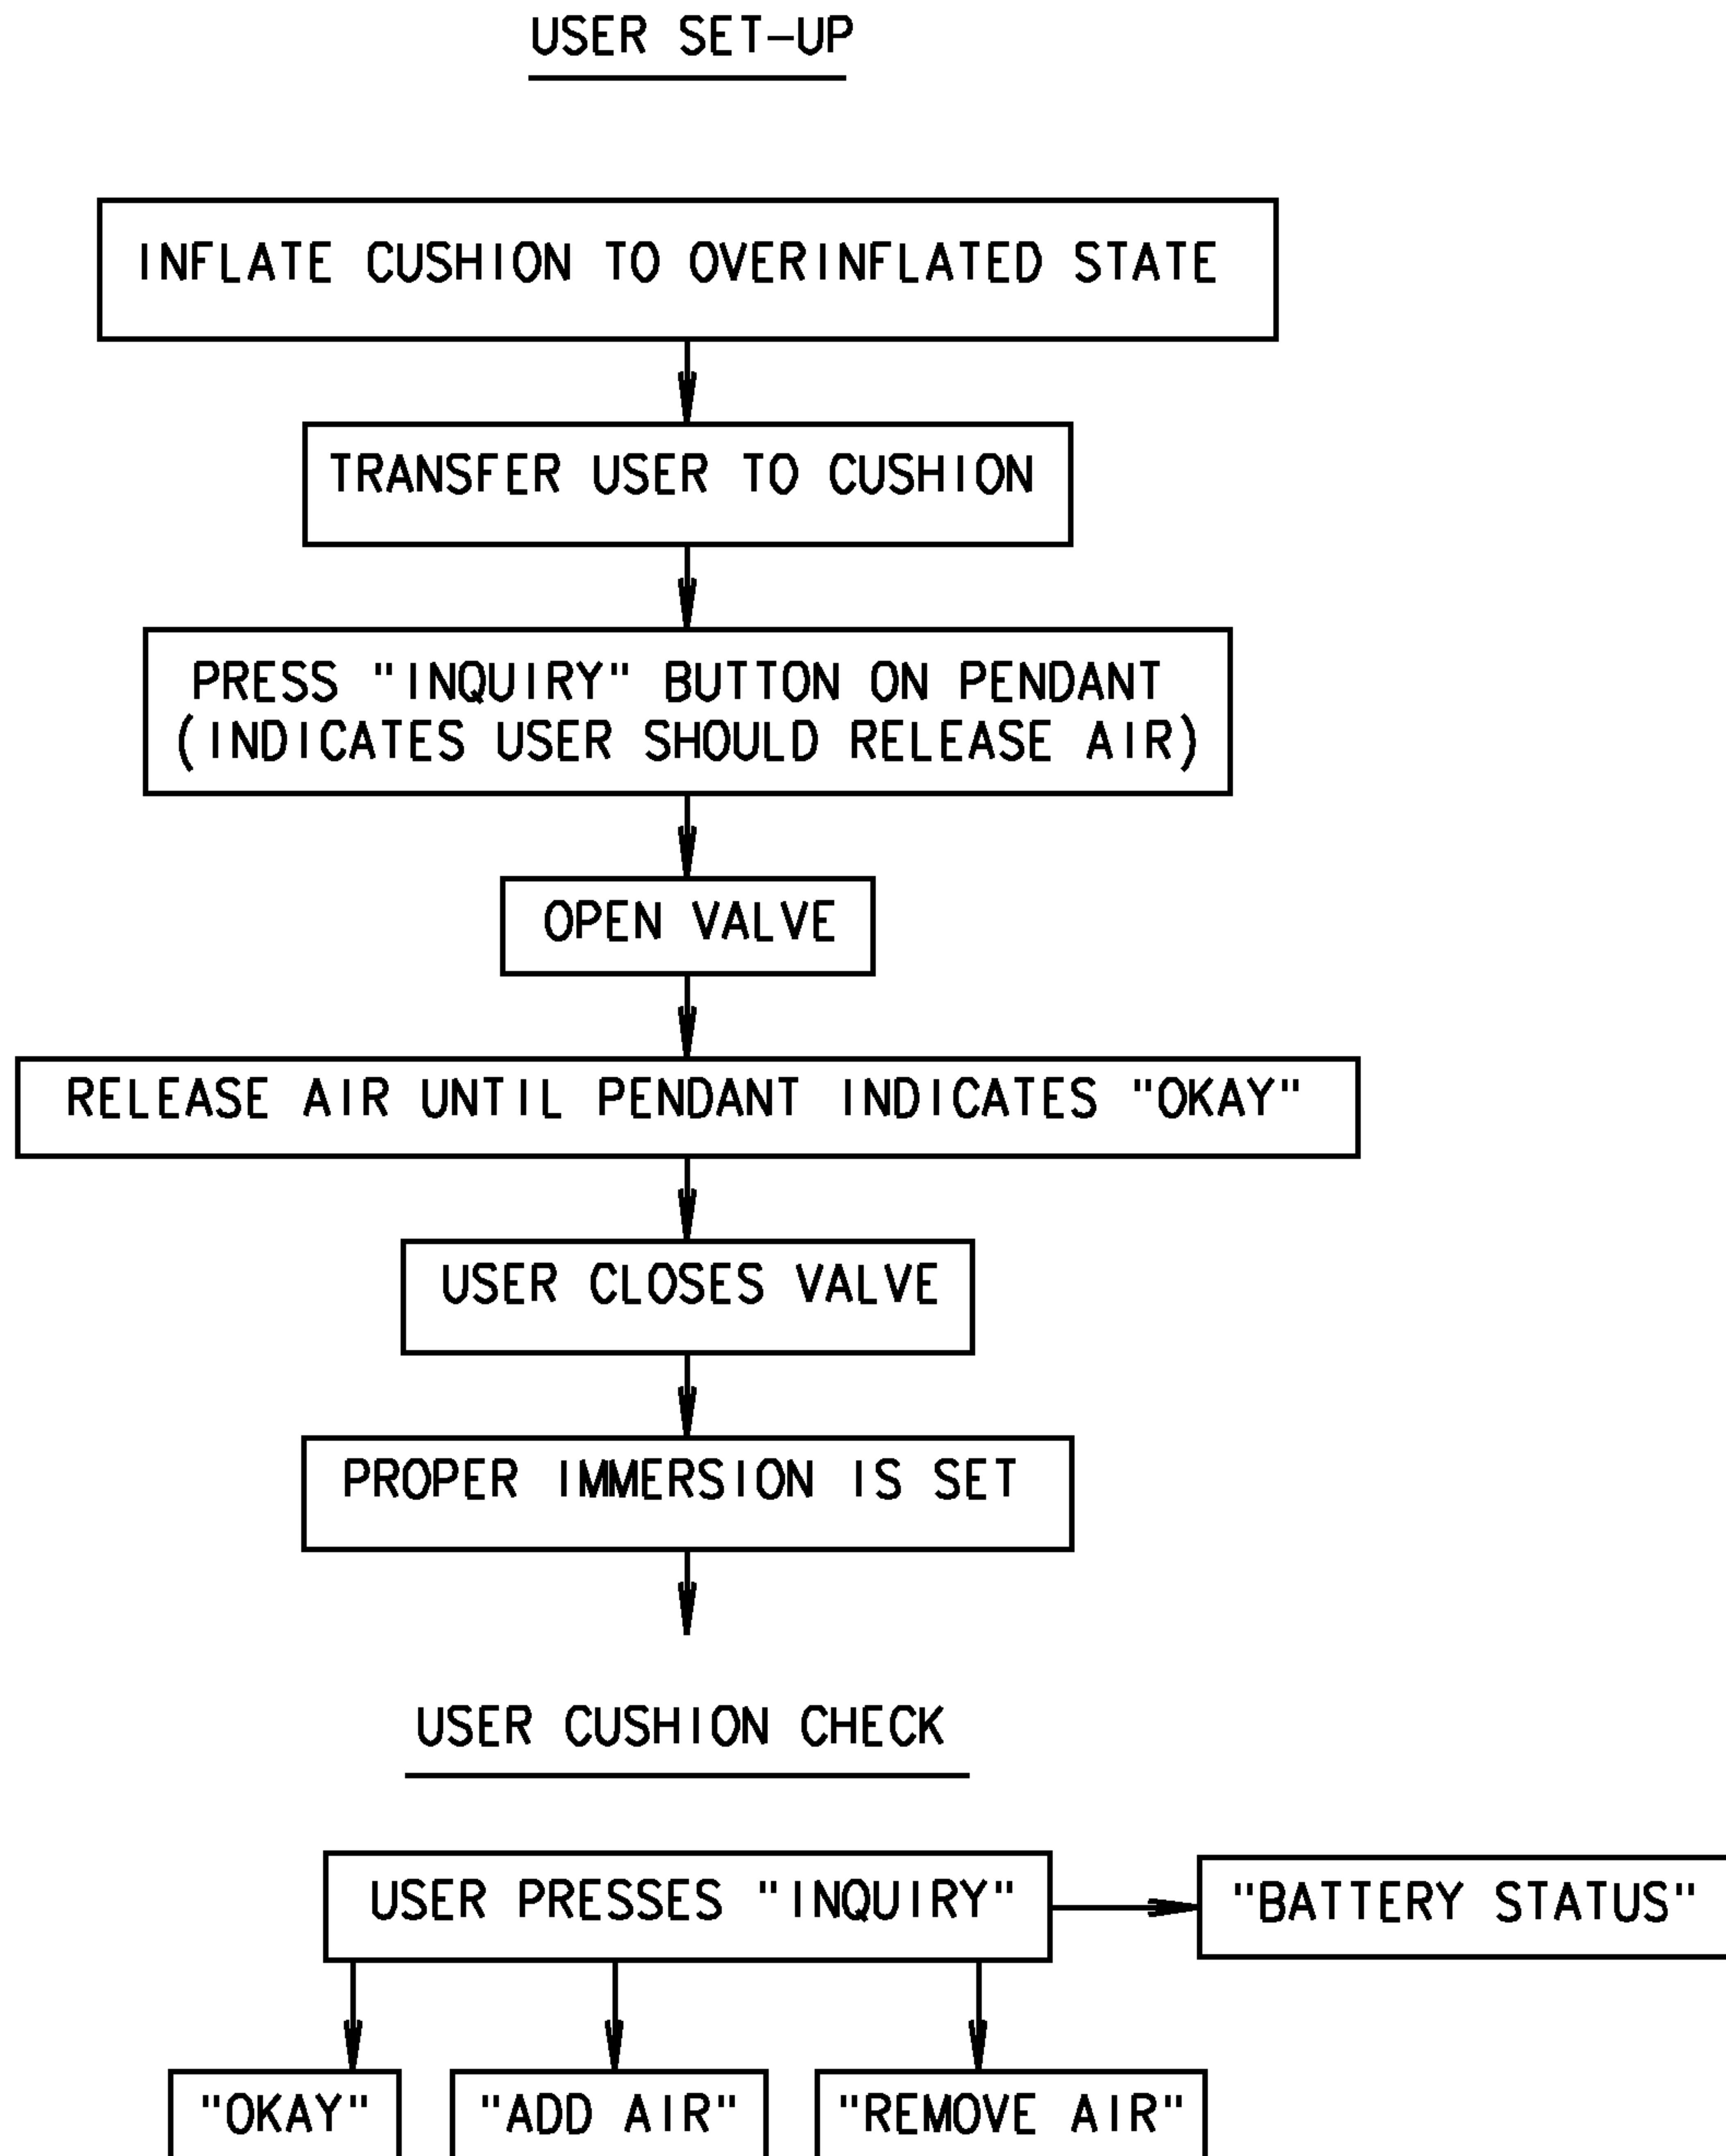 USER SET-UP
INFLATE CUSHION TO OVERINFLATED STATE
TRANSFER USER TO CUSHION
PRESS "INQUIRY" BUTTON ON PENDANT
(INDICATES USER SHOULD RELEASE AIR)
OPEN VALVE
RELEASE AIR UNTIL PENDANT INDICATES "OKAY"
USER CLOSES VALVE
PROPER IMMERSION IS SET
USER CUSHION CHECK
USER PRESSES "INQUIRY"
"BATTERY STATUS"
"OKAY"
"ADD AIR"
"REMOVE AIR"